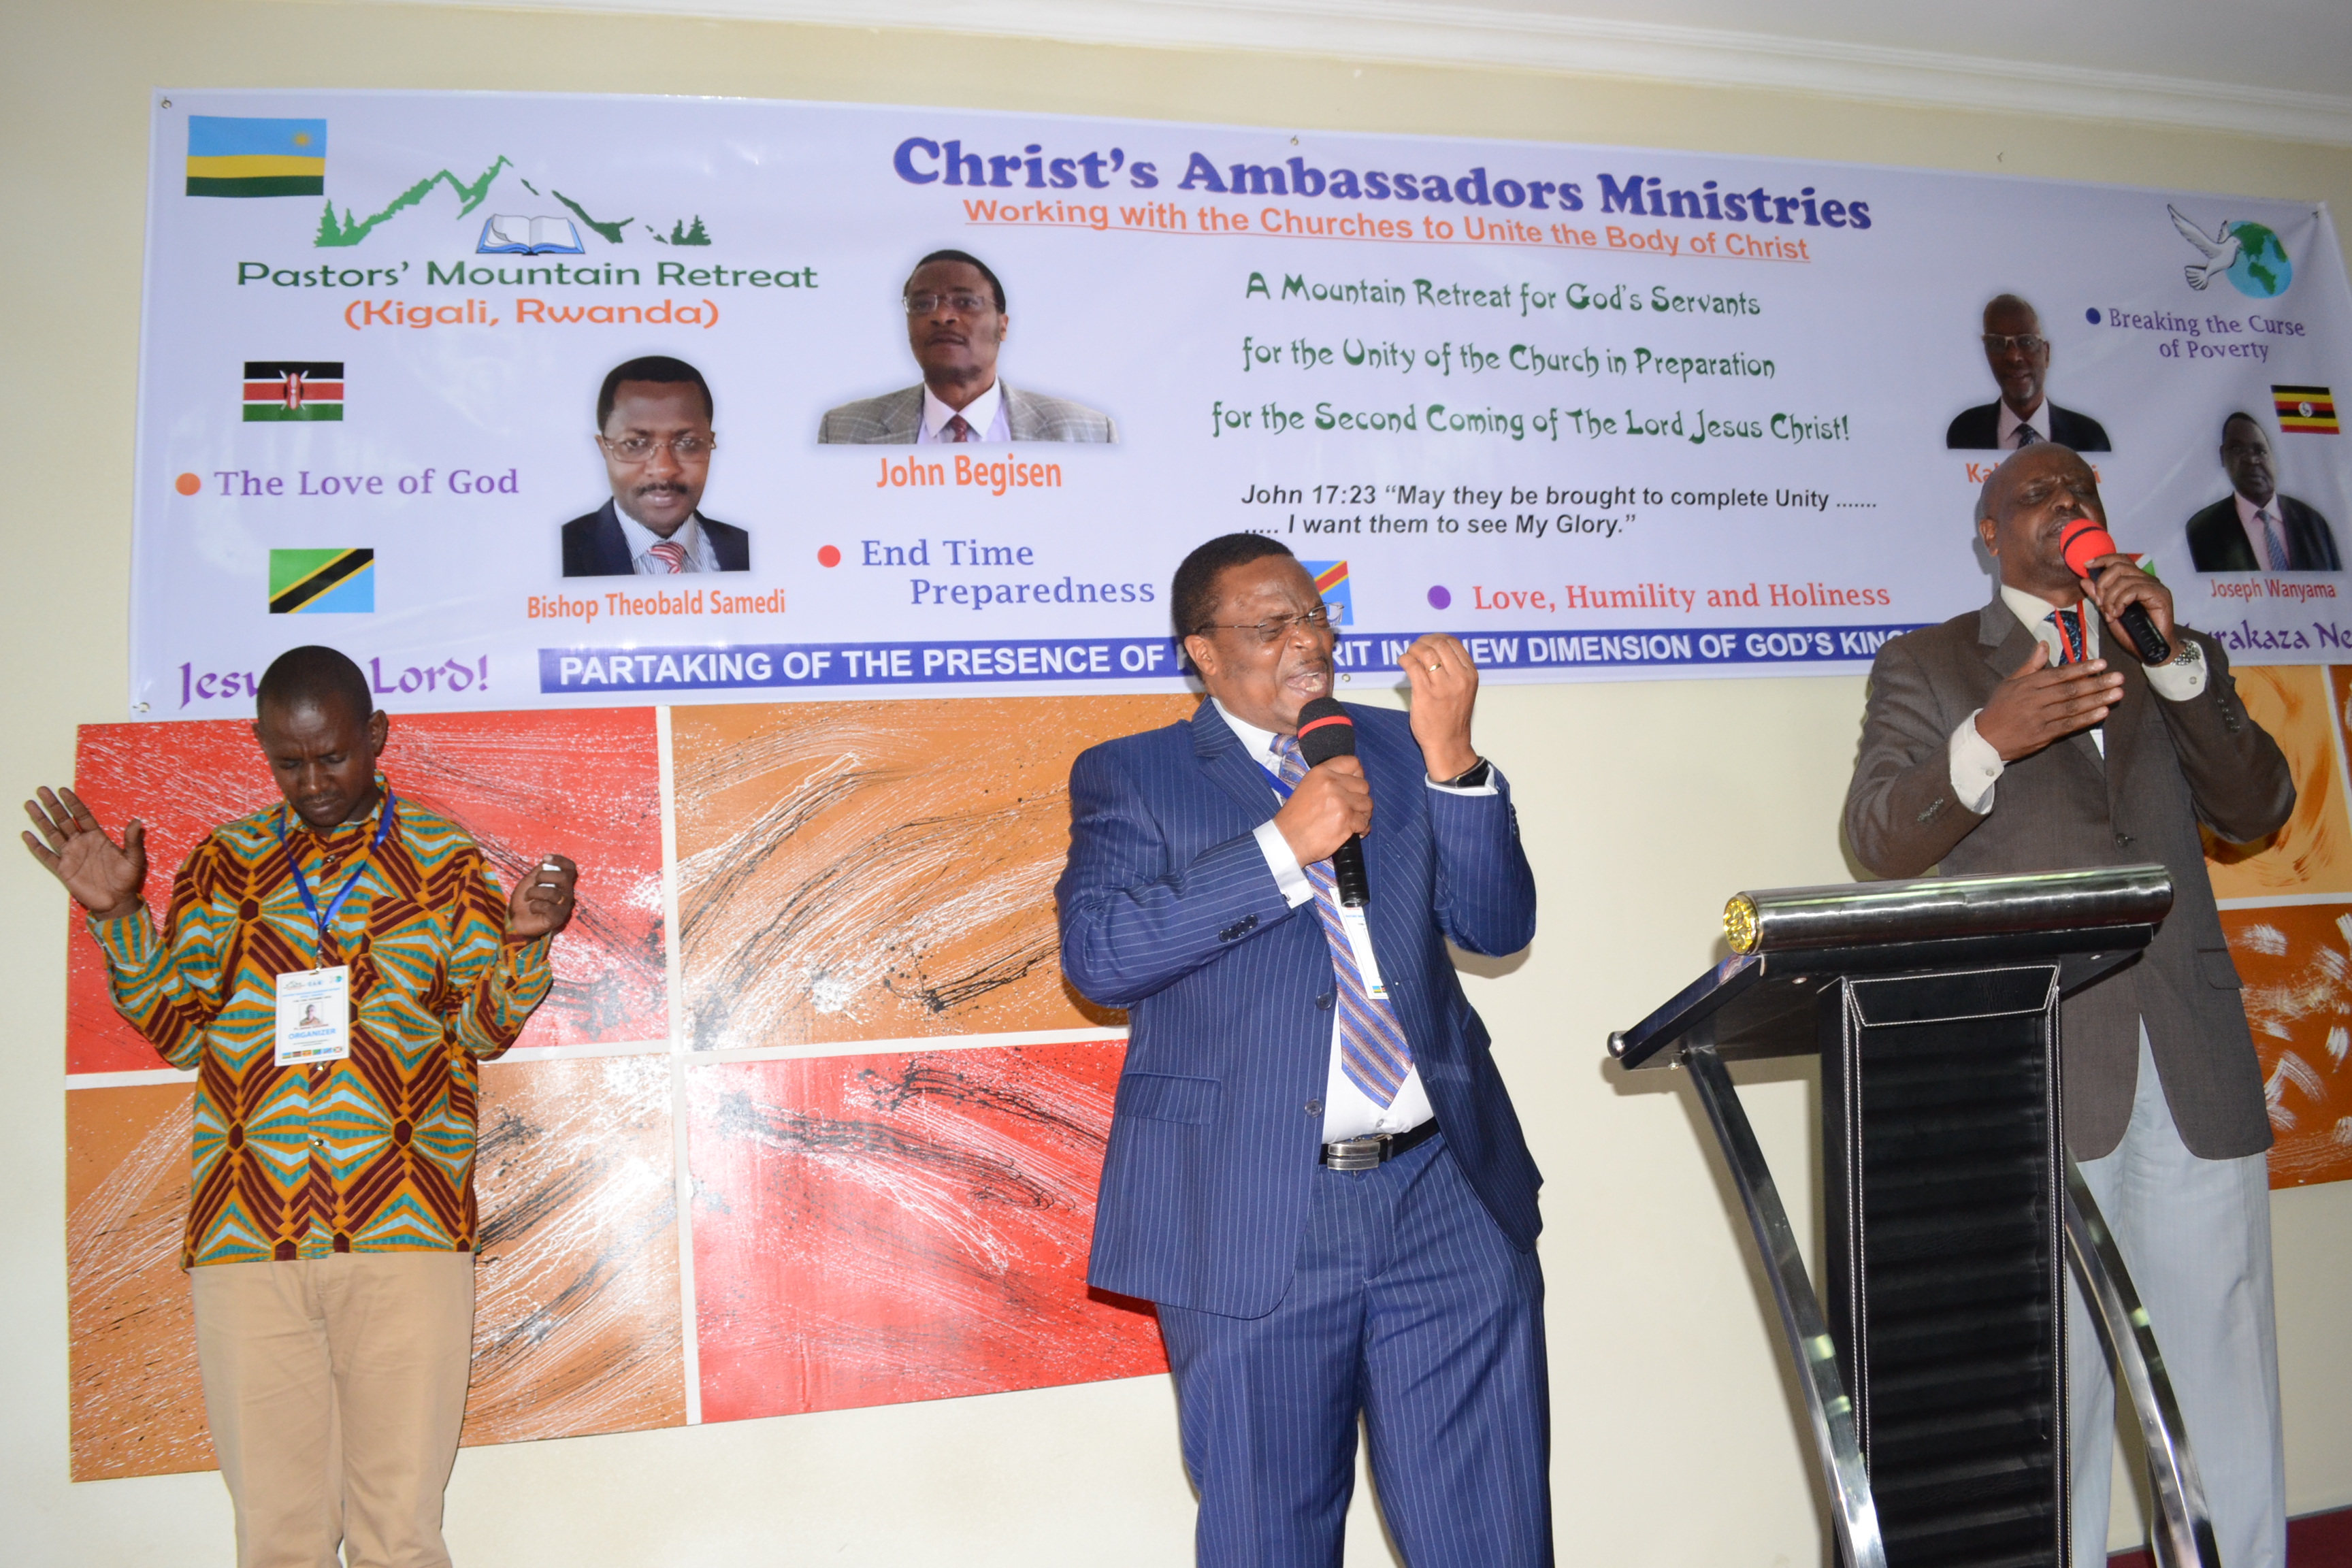 Christ's Ambassadors Ministries
Working with the Churches to Unite the Body of Christ
Pastors' Mountain Retreat
(Kigali, Rwanda)
A Mountain Retreat for God's Servants
for the Unity of the Church in Preparation
for the Second Coming of The Lord Jesus Christ!
John 17:23 “May they be brought to complete Unity .......
..... I want them to see My Glory.”
Breaking the Curse
of Poverty
The Love of God
John Begisen
Bishop Theobald Samedi
End Time
Preparedness
Love, Humility and Holiness
Joseph Wanyama
Lord!
PARTAKING OF THE PRESENCE OF NEW DIMENSION OF GOD'S
ORGANIZER